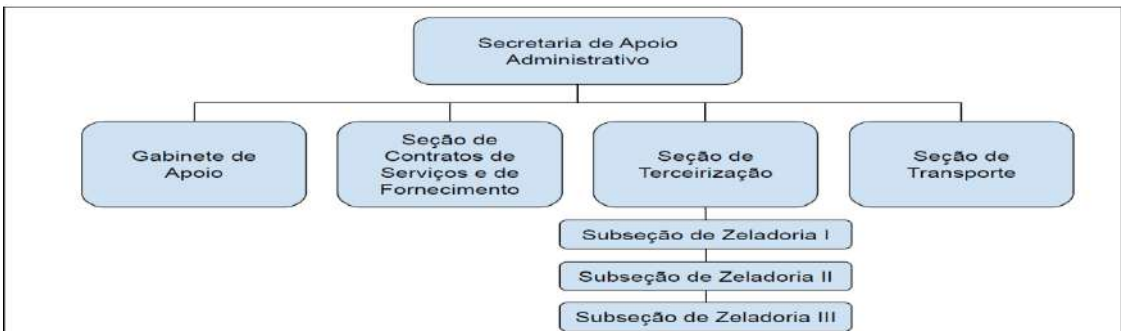 Secretaria de Apoio
Administrativo
Gabinete de
Apoio
Seção de
Contratos de
Serviços e de
Fornecimento
Seção de
Terceirização
Seção de
Transporte
Subseção de Zeladoria I
Subseção de Zeladoria II
Subseção de Zeladoria III